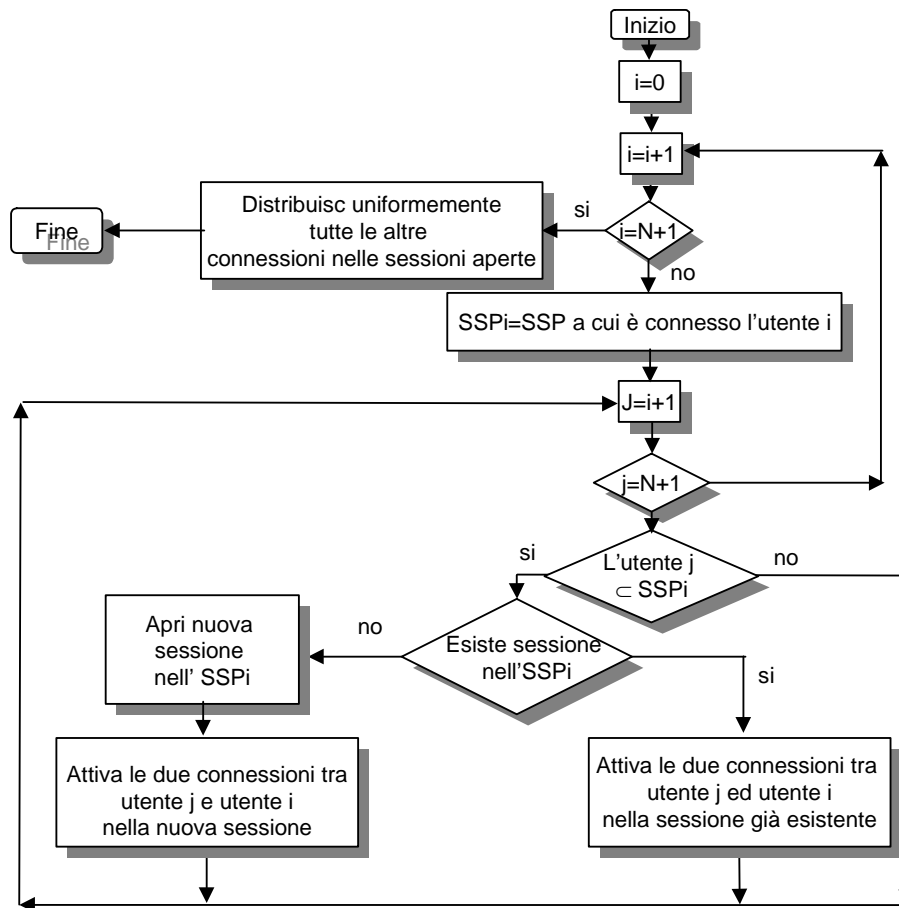 Inizio
i=0
i=i+1
si
i=N+1
no
Distribuisc uniformemente
tutte le altre
connessioni nelle sessioni aperte
Fine
Fine
SSPi=SSP a cui è connesso l'utente i
J=i+1
j=N+1
si
L'utente j
⊂ SSPi
no
Esiste sessione
nell'SSPi
no
si
Apri nuova
sessione
nell' SSPi
Attiva le due connessioni tra
utente j e utente i
nella nuova sessione
Attiva le due connessioni tra
utente j ed utente i
nella sessione già esistente